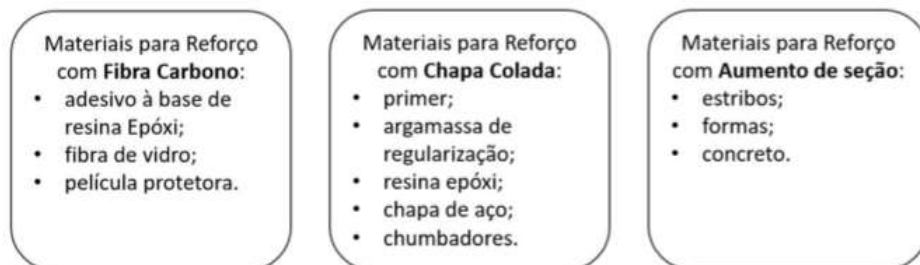 Materiais para Reforço
com Fibra Carbono:
• adesivo à base de
resina Epóxi;
• fibra de vidro;
• película protetora.
Materiais para Reforço
com Chapa Colada:
• primer;
• argamassa de
regularização;
• resina epóxi;
• chapa de aço;
• chumbadores.
Materiais para Reforço
com Aumento de seção:
• estribos;
• formas;
• concreto.